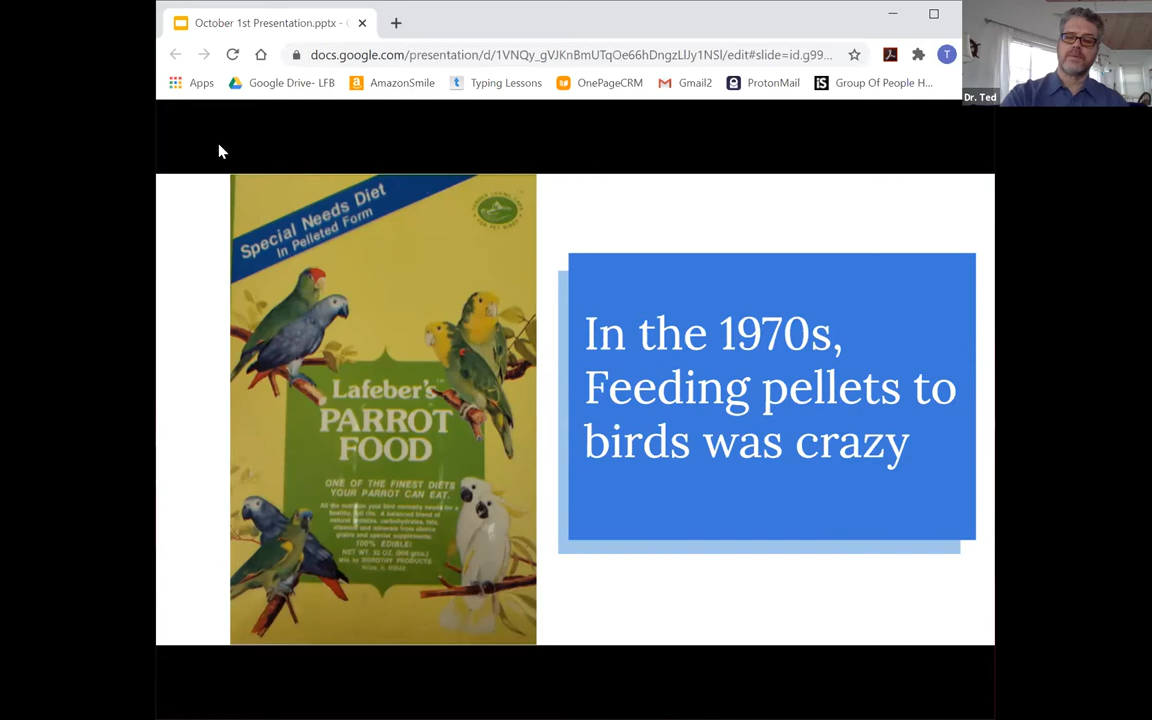 October 1st Presentation.pptx -
docs.google.com/presentation/d/1VNQy_gVJKnBmUTqOe66hDngzLlJy1NSl/edit#slide=id.g99...
T
Apps
Google Drive- LFB
AmazonSmile
Typing Lessons
OnePageCRM
Gmail2
ProtonMail
Group Of People H...
Dr. Ted
Special Needs Diet
In Pelleted Form
Lafeber's
PARROT
FOOD
ONE OF THE FINEST DIETS
YOUR PARROT CAN EAT.
100% EDIBLE!
In the 1970s,
Feeding pellets to
birds was crazy